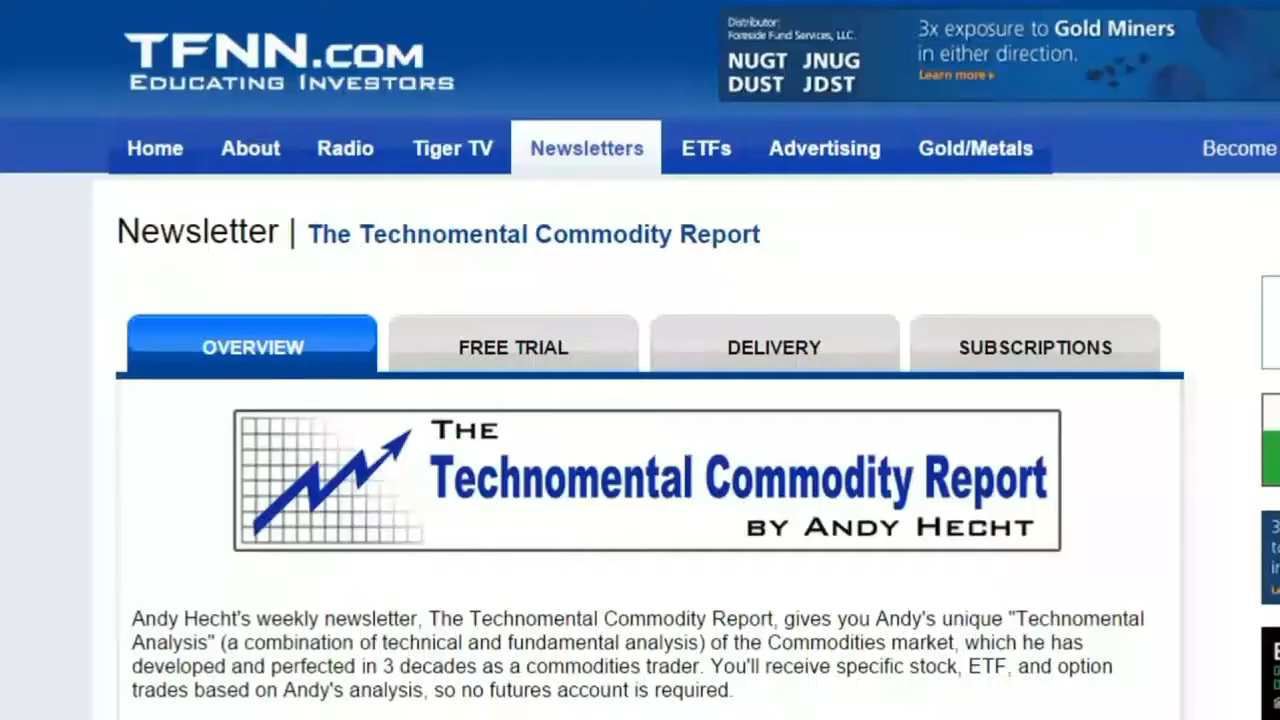 TFNN.COM
EDUCATING INVESTORS
Distributor:
Foreside Fund Services, LLC.
NUGT JNUG
DUST JDST
3x exposure to Gold Miners
in either direction.
Learn more
Home About Radio Tiger TV Newsletters ETFs Advertising Gold/Metals Become
Newsletter | The Technomental Commodity Report
OVERVIEW FREE TRIAL DELIVERY SUBSCRIPTIONS
THE
Technomental Commodity Report
BY ANDY HECHT
Andy Hecht's weekly newsletter, The Technomental Commodity Report, gives you Andy's unique "Technomental
Analysis" (a combination of technical and fundamental analysis) of the Commodities market, which he has
developed and perfected in 3 decades as a commodities trader. You'll receive specific stock, ETF, and option
trades based on Andy's analysis, so no futures account is required.